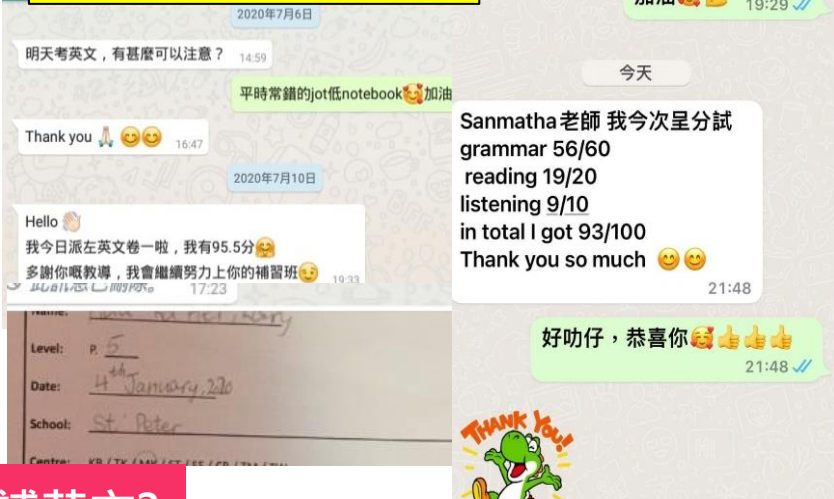 2020年7月6日
明天考英文，有甚麼可以注意？ 14:59
平時常錯的jot低notebook🥰加油
Thank you 🙏 😊😊 16:47
2020年7月10日
Hello 👋🏻
我今日派左英文卷一啦，我有95.5分🤗
多謝你嘅教導，我會繼續努力上你的補習班😉 19:33
此訊息已刪除。 17:23
Name:
Level: P. 5
Date: 4th January, 2020
School: St. Peter
Centre:
加油🥰💪 19:29
今天
Sanmatha老師 我今次呈分試
grammar 56/60
reading 19/20
listening 9/10
in total I got 93/100
Thank you so much 😊😊
21:48
好叻仔，恭喜你🥰👍👍👍
21:48
THANK YOU!